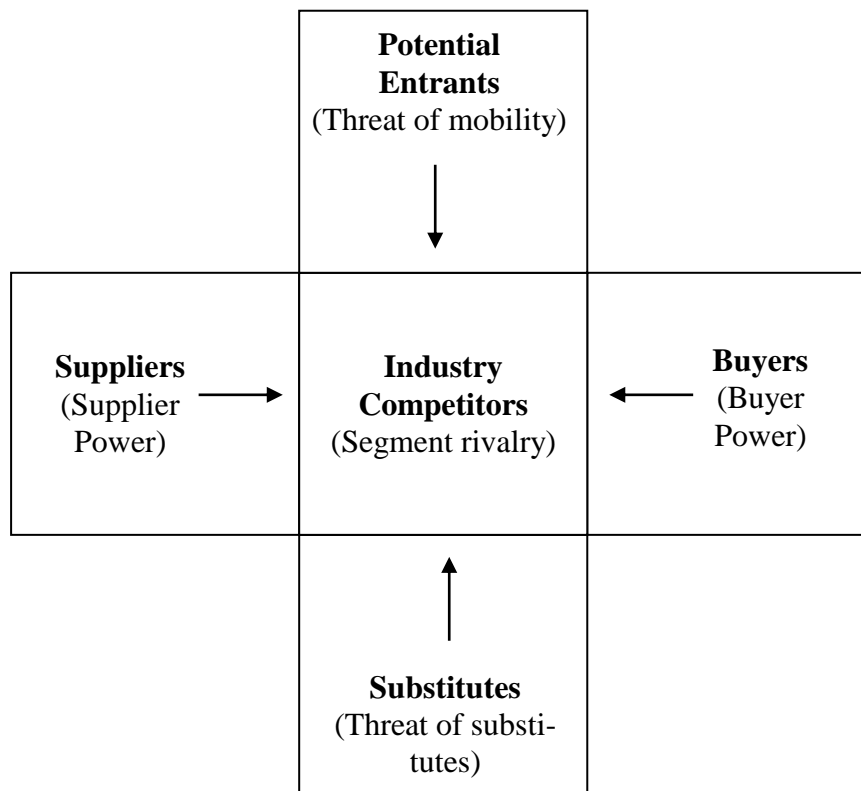 Potential
Entrants
(Threat of mobility)
Suppliers
(Supplier
Power)
Industry
Competitors
(Segment rivalry)
Buyers
(Buyer
Power)
Substitutes
(Threat of substi-
tutes)